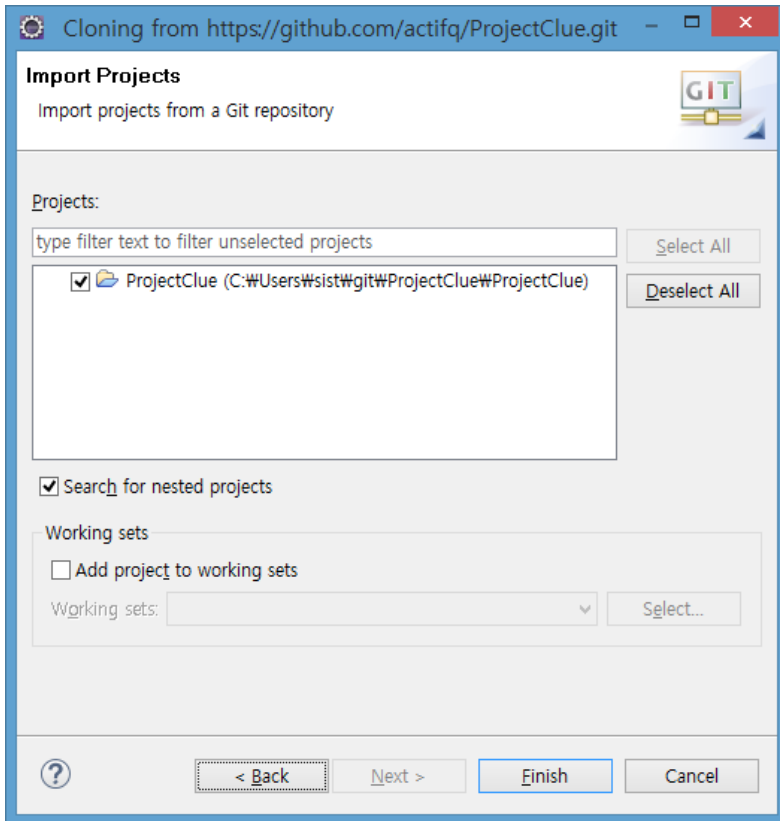 Cloning from https://github.com/actifq/ProjectClue.git
Import Projects
Import projects from a Git repository
GIT
Projects:
type filter text to filter unselected projects
Select All
ProjectClue (C:₩Users₩sist₩git₩ProjectClue₩ProjectClue)
Deselect All
Search for nested projects
Working sets
Add project to working sets
Working sets:
Select...
?
< Back
Next >
Finish
Cancel